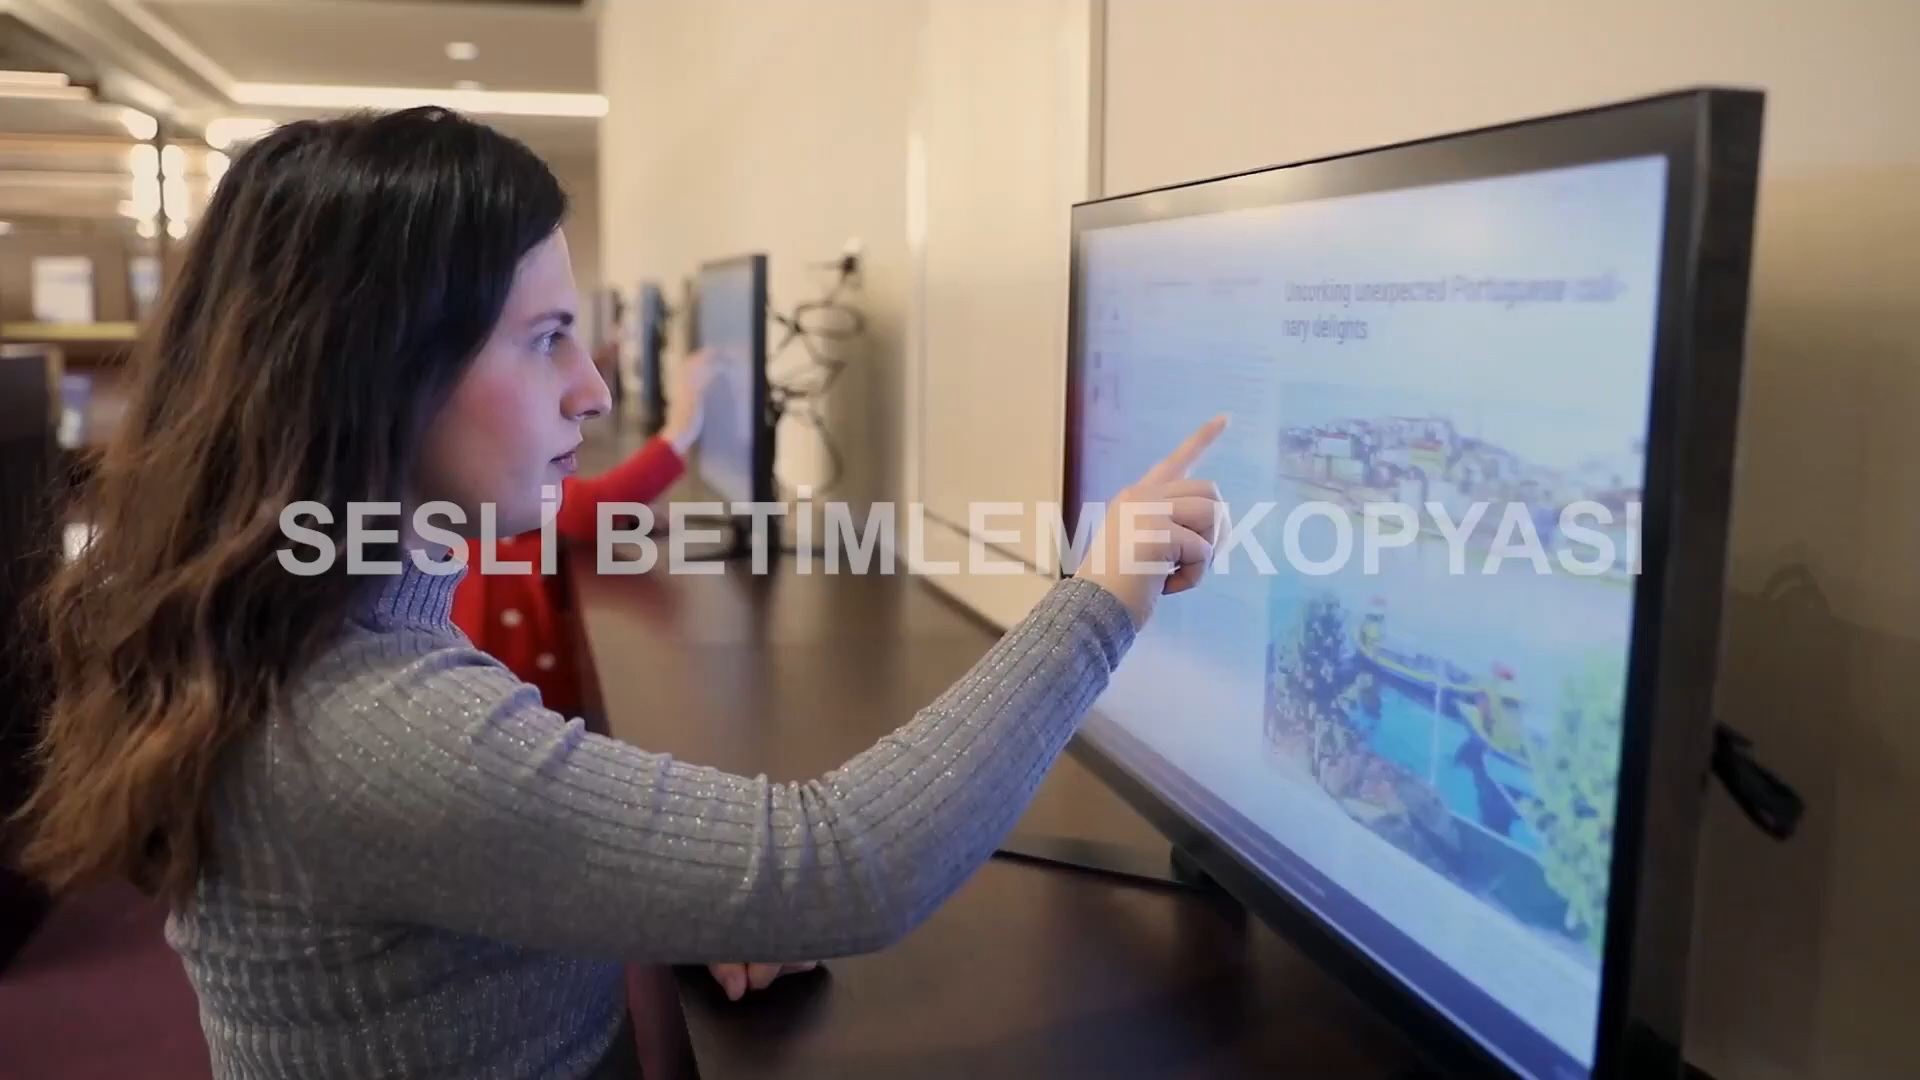 Uncorking unexpected Portuguese culi-
nary delights
SESLİ BETİMLEME KOPYASI